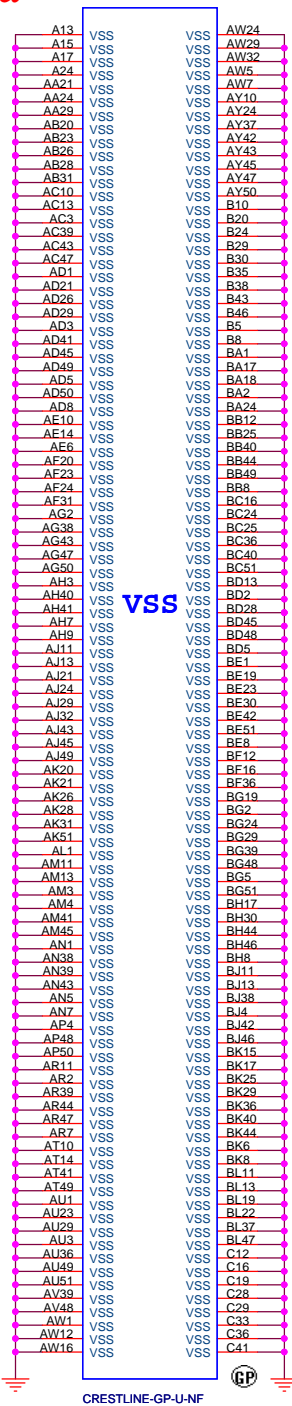 A13 VSS VSS AW24
A15 VSS VSS AW29
A17 VSS VSS AW32
A24 VSS VSS AW5
AA21 VSS VSS AW7
AA24 VSS VSS AY10
AA29 VSS VSS AY24
AB20 VSS VSS AY37
AB23 VSS VSS AY42
AB26 VSS VSS AY43
AB28 VSS VSS AY45
AB31 VSS VSS AY47
AC10 VSS VSS AY50
AC13 VSS VSS B10
AC3 VSS VSS B20
AC39 VSS VSS B24
AC43 VSS VSS B29
AC47 VSS VSS B30
AD1 VSS VSS B35
AD21 VSS VSS B38
AD26 VSS VSS B43
AD29 VSS VSS B46
AD3 VSS VSS B5
AD41 VSS VSS B8
AD45 VSS VSS BA1
AD49 VSS VSS BA17
AD5 VSS VSS BA18
AD50 VSS VSS BA2
AD8 VSS VSS BA24
AE10 VSS VSS BB12
AE14 VSS VSS BB25
AE6 VSS VSS BB40
AF20 VSS VSS BB44
AF23 VSS VSS BB49
AF24 VSS VSS BB8
AF31 VSS VSS BC16
AG2 VSS VSS BC24
AG38 VSS VSS BC25
AG43 VSS VSS BC36
AG47 VSS VSS BC40
AG50 VSS VSS BC51
AH3 VSS VSS BD13
AH40 VSS VSS VSS BD2
AH41 VSS VSS BD28
AH7 VSS VSS BD45
AH9 VSS VSS BD48
AJ11 VSS VSS BD5
AJ13 VSS VSS BE1
AJ21 VSS VSS BE19
AJ24 VSS VSS BE23
AJ29 VSS VSS BE30
AJ32 VSS VSS BE42
AJ43 VSS VSS BE51
AJ45 VSS VSS BE8
AJ49 VSS VSS BF12
AK20 VSS VSS BF16
AK21 VSS VSS BF36
AK26 VSS VSS BG19
AK28 VSS VSS BG2
AK31 VSS VSS BG24
AK51 VSS VSS BG29
AL1 VSS VSS BG39
AM11 VSS VSS BG48
AM13 VSS VSS BG5
AM3 VSS VSS BG51
AM4 VSS VSS BH17
AM41 VSS VSS BH30
AM45 VSS VSS BH44
AN1 VSS VSS BH46
AN38 VSS VSS BH8
AN39 VSS VSS BJ11
AN43 VSS VSS BJ13
AN5 VSS VSS BJ38
AN7 VSS VSS BJ4
AP4 VSS VSS BJ42
AP48 VSS VSS BJ46
AP50 VSS VSS BK15
AR11 VSS VSS BK17
AR2 VSS VSS BK25
AR39 VSS VSS BK29
AR44 VSS VSS BK36
AR47 VSS VSS BK40
AR7 VSS VSS BK44
AT10 VSS VSS BK6
AT14 VSS VSS BK8
AT41 VSS VSS BL11
AT49 VSS VSS BL13
AU1 VSS VSS BL19
AU23 VSS VSS BL22
AU29 VSS VSS BL37
AU3 VSS VSS BL47
AU36 VSS VSS C12
AU49 VSS VSS C16
AU51 VSS VSS C19
AV39 VSS VSS C28
AV48 VSS VSS C29
AW1 VSS VSS C33
AW12 VSS VSS C36
AW16 VSS VSS C41
GP
CRESTLINE-GP-U-NF